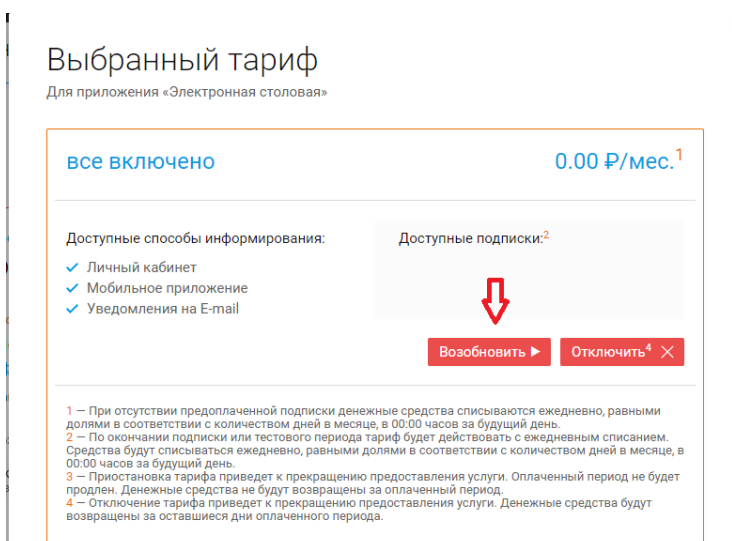 Выбранный тариф
Для приложения «Электронная столовая»
все включено
0.00 ₽/мес.1
Доступные способы информирования:
Личный кабинет
Мобильное приложение
Уведомления на E-mail
Доступные подписки:2
Возобновить
Отключить4
1 — При отсутствии предоплаченной подписки денежные средства списываются ежедневно, равными
долями в соответствии с количеством дней в месяце, в 00:00 часов за будущий день.
2 — По окончании подписки или тестового периода тариф будет действовать с ежедневным списанием.
Средства будут списываться ежедневно, равными долями в соответствии с количеством дней в месяце, в
00:00 часов за будущий день.
3 — Приостановка тарифа приведет к прекращению предоставления услуги. Оплаченный период не будет
продлен. Денежные средства не будут возвращены за оплаченный период.
4 — Отключение тарифа приведет к прекращению предоставления услуги. Денежные средства будут
возвращены за оставшиеся дни оплаченного периода.